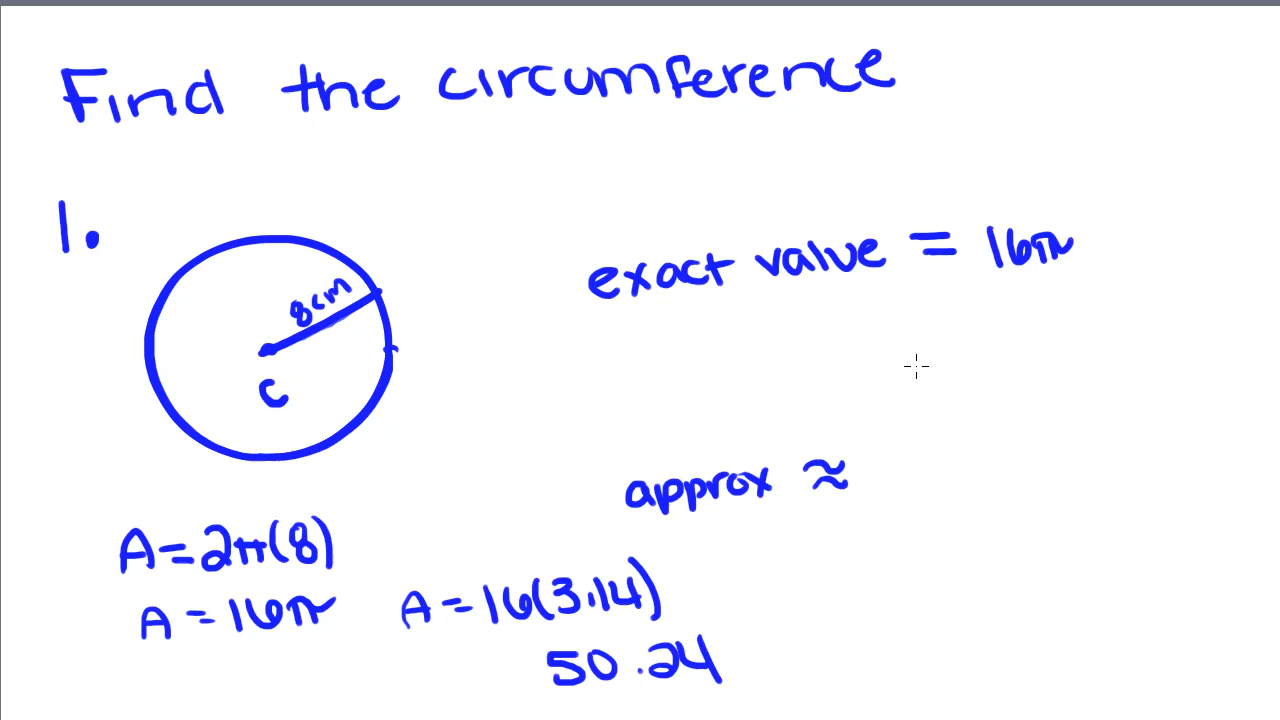 Find the circumference
1.
8cm
C
exact value = 16π
approx ≈
A = 2π(8)
A = 16π
A = 16(3.14)
50.24